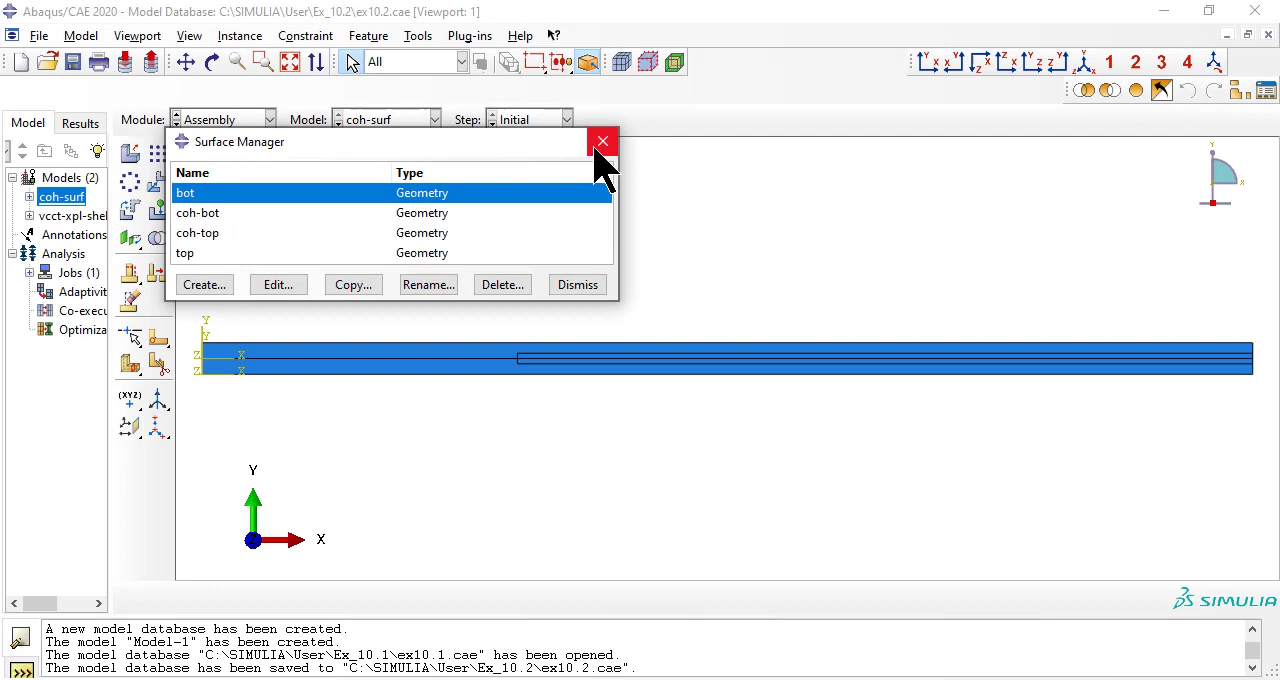 Abaqus/CAE 2020 - Model Database: C:\SIMULIA\User\Ex_10.2\ex10.2.cae [Viewport: 1]
File Model Viewport View Instance Constraint Feature Tools Plug-ins Help
All
1 2 3 4
Model Results
Module: Assembly Model: coh-surf Step: Initial
Surface Manager
Name Type
bot Geometry
coh-bot Geometry
coh-top Geometry
top Geometry
Create... Edit... Copy... Rename... Delete... Dismiss
Models (2)
coh-surf
vcct-xpl-shel
Annotations
Analysis
Jobs (1)
Adaptivit
Co-execu
Optimiza
(XYZ)
Y
X
Y
Y
Z X
Z X
Y
Z X
SIMULIA
A new model database has been created.
The model "Model-1" has been created.
The model database "C:\SIMULIA\User\Ex_10.1\ex10_1.cae" has been opened.
The model database has been saved to "C:\SIMULIA\User\Ex_10.2\ex10.2.cae".